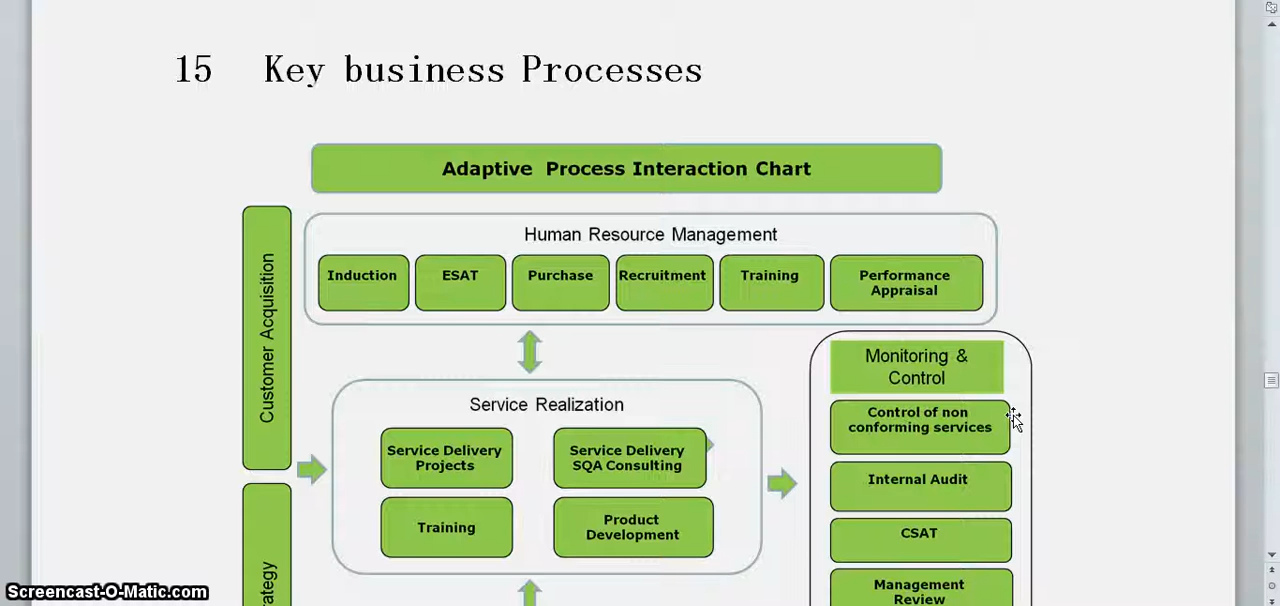 15 Key business Processes
Adaptive Process Interaction Chart
Customer Acquisition
Human Resource Management
Induction
ESAT
Purchase
Recruitment
Training
Performance
Appraisal
Service Realization
Service Delivery
Projects
Service Delivery
SQA Consulting
Training
Product
Development
Monitoring &
Control
Control of non
conforming services
Internal Audit
CSAT
Management
Review
Screencast-O-Matic.com